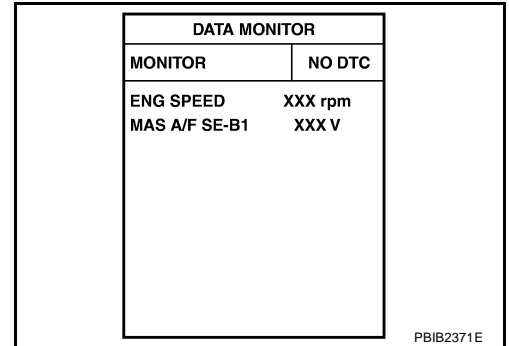 DATA MONITOR
MONITOR NO DTC
ENG SPEED XXX rpm
MAS A/F SE-B1 XXX V
PBIB2371E